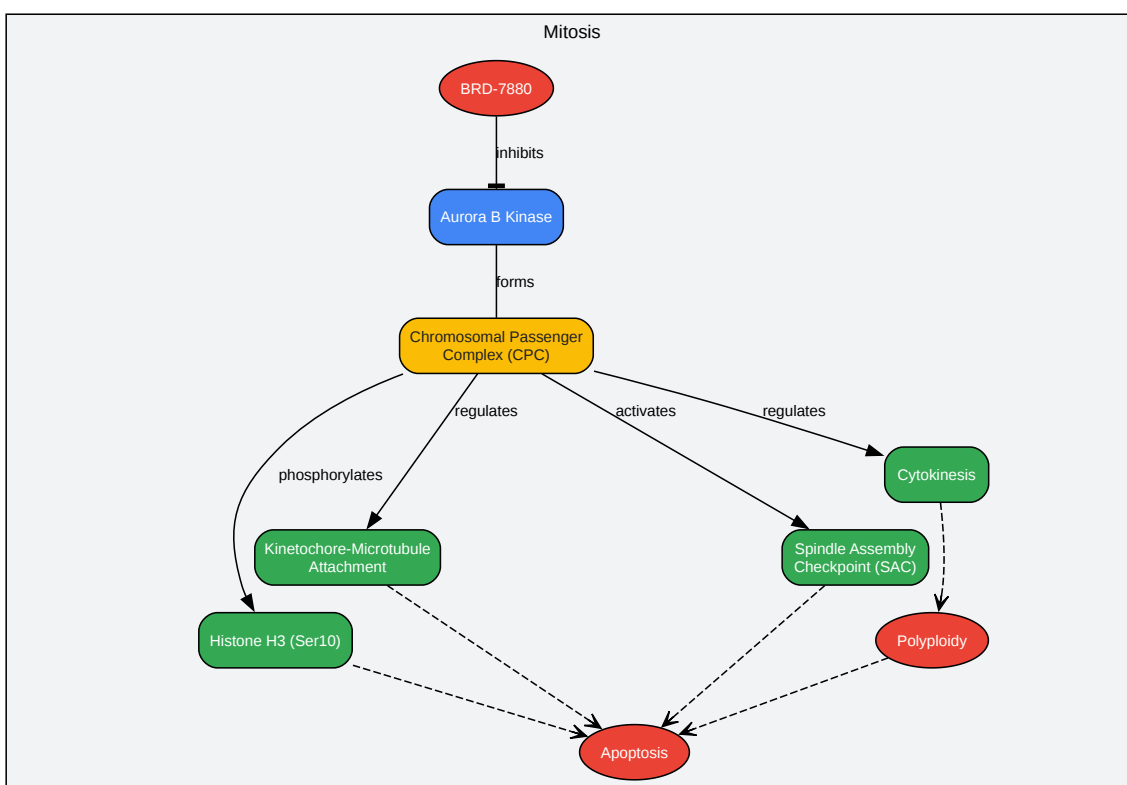 Mitosis
BRD-7880
inhibits
Aurora B Kinase
forms
Chromosomal Passenger
Complex (CPC)
regulates
activates
regulates
phosphorylates
Cytokinesis
Kinetochore-Microtubule
Attachment
Spindle Assembly
Checkpoint (SAC)
Histone H3 (Ser10)
Polyploidy
Apoptosis